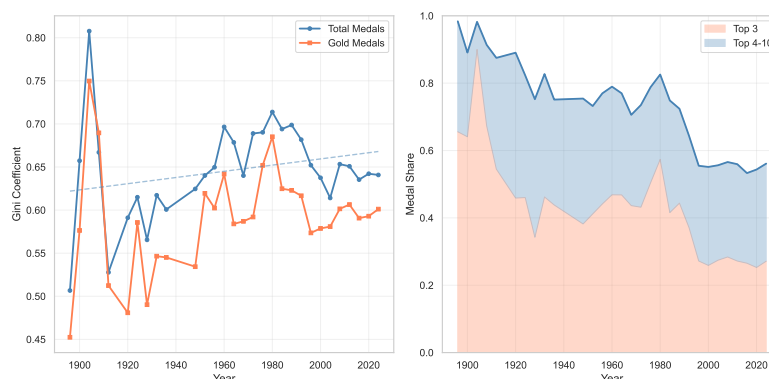 Total Medals
Gold Medals
0.80
0.75
0.70
0.65
0.60
0.55
0.50
0.45
Gini Coefficient
1900 1920 1940 1960 1980 2000 2020
Year
Top 3
Top 4-10
1.0
0.8
0.6
0.4
0.2
0.0
Medal Share
1900 1920 1940 1960 1980 2000 2020
Year